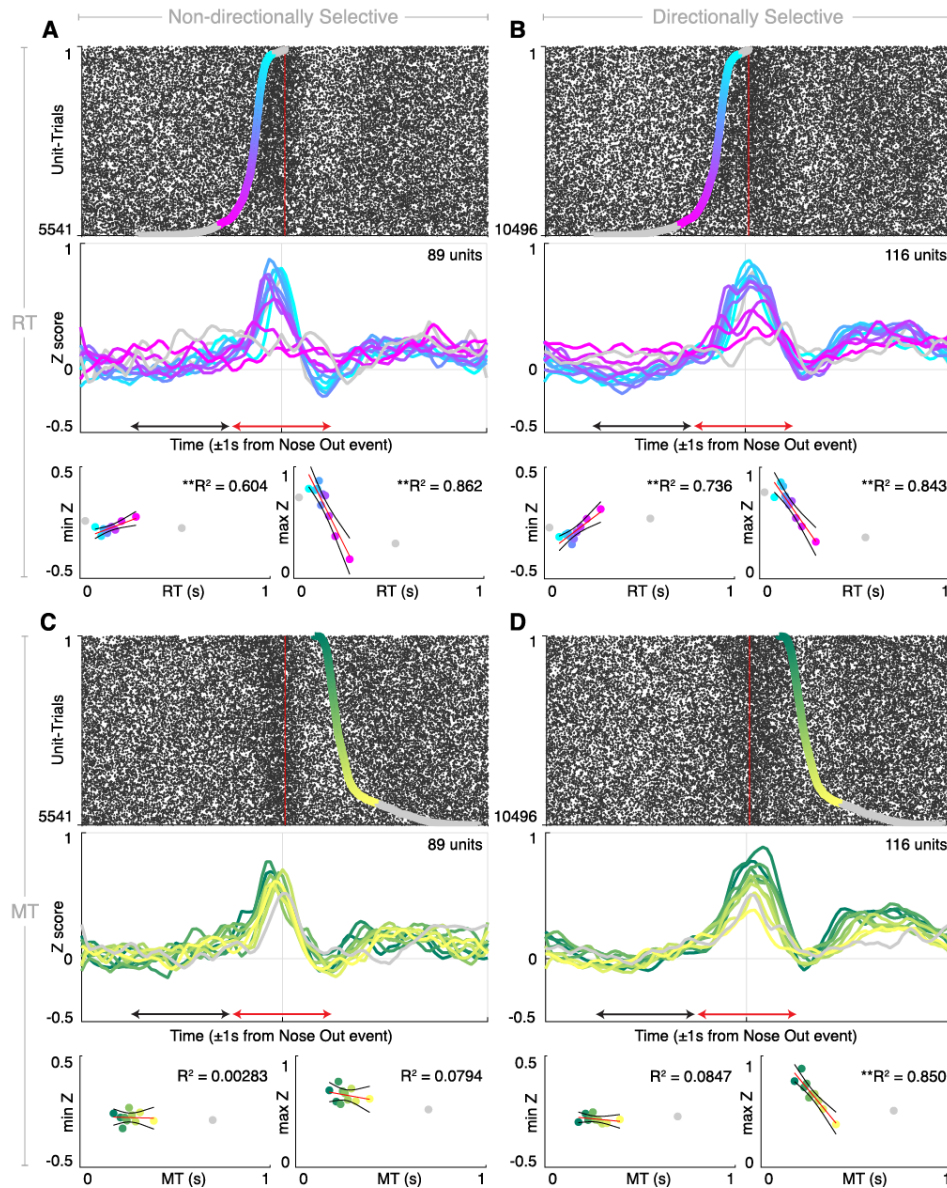 Non-directionally Selective
Directionally Selective
A
B
RT
1
Unit-Trials
5541
1
10496
89 units
1
Z score
0
-0.5
Time (±1s from Nose Out event)
116 units
1
0
-0.5
Time (±1s from Nose Out event)
0.5
min Z
-0.5
**R² = 0.604
0
RT (s)
1
1
max Z
0
**R² = 0.862
0
RT (s)
1
0.5
min Z
-0.5
**R² = 0.736
0
RT (s)
1
1
max Z
0
**R² = 0.843
0
RT (s)
1
C
D
MT
1
Unit-Trials
5541
1
10496
89 units
1
Z score
0
-0.5
Time (±1s from Nose Out event)
116 units
1
0
-0.5
Time (±1s from Nose Out event)
0.5
min Z
-0.5
R² = 0.00283
0
MT (s)
1
1
max Z
0
R² = 0.0794
0
MT (s)
1
0.5
min Z
-0.5
R² = 0.0847
0
MT (s)
1
1
max Z
0
**R² = 0.850
0
MT (s)
1